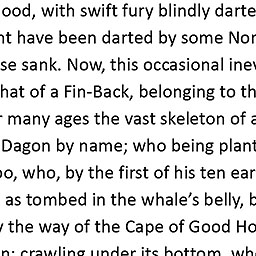 ood, with swift fury blindly darte
nt have been darted by some Nor
se sank. Now, this occasional inev
hat of a Fin-Back, belonging to th
many ages the vast skeleton of a
Dagon by name; who being plant
oo, who, by the first of his ten ear
as tombed in the whale’s belly, b
y the way of the Cape of Good Ho
n; crawling under its bottom, whe